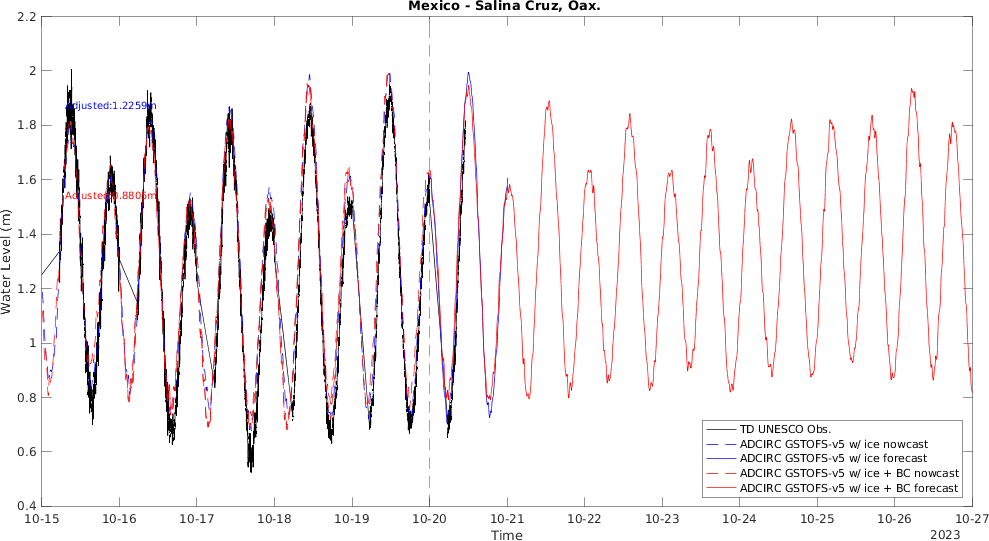 Mexico - Salina Cruz, Oax.
Water Level (m)
2.2
2
1.8
1.6
1.4
1.2
1
0.8
0.6
0.4
Adjusted:1.2259m
Adjusted:0.8806m
TD UNESCO Obs.
ADCIRC GSTOFS-v5 w/ ice nowcast
ADCIRC GSTOFS-v5 w/ ice forecast
ADCIRC GSTOFS-v5 w/ ice + BC nowcast
ADCIRC GSTOFS-v5 w/ ice + BC forecast
10-15 10-16 10-17 10-18 10-19 10-20 10-21 10-22 10-23 10-24 10-25 10-26 10-27
Time
2023